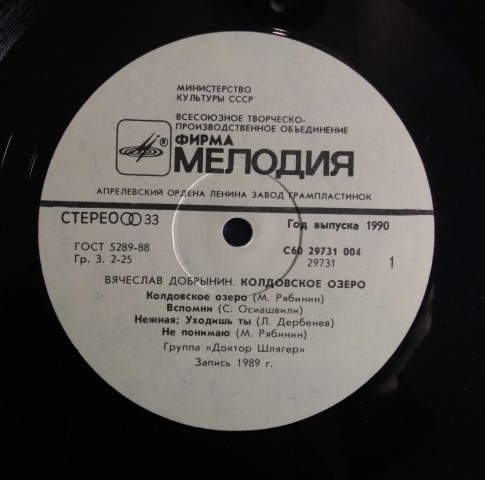 МИНИСТЕРСТВО
КУЛЬТУРЫ СССР
ВСЕСОЮЗНОЕ ТВОРЧЕСКО-
ПРОИЗВОДСТВЕННОЕ ОБЪЕДИНЕНИЕ
® ФИРМА
МЕЛОДИЯ
АПРЕЛЕВСКИЙ ОРДЕНА ЛЕНИНА ЗАВОД ГРАМПЛАСТИНОК
СТЕРЕО 33
Год выпуска 1990
ГОСТ 5289-88
Гр. 3. 2-25
С60 29731 004
29731
1
ВЯЧЕСЛАВ ДОБРЫНИН. КОЛДОВСКОЕ ОЗЕРО
Колдовское озеро (М. Рябинин)
Вспомни (С. Осиашвили)
Нежная; Уходишь ты (Л. Дербенев)
Не понимаю (М. Рябинин)
Группа «Доктор Шлягер»
Запись 1989 г.